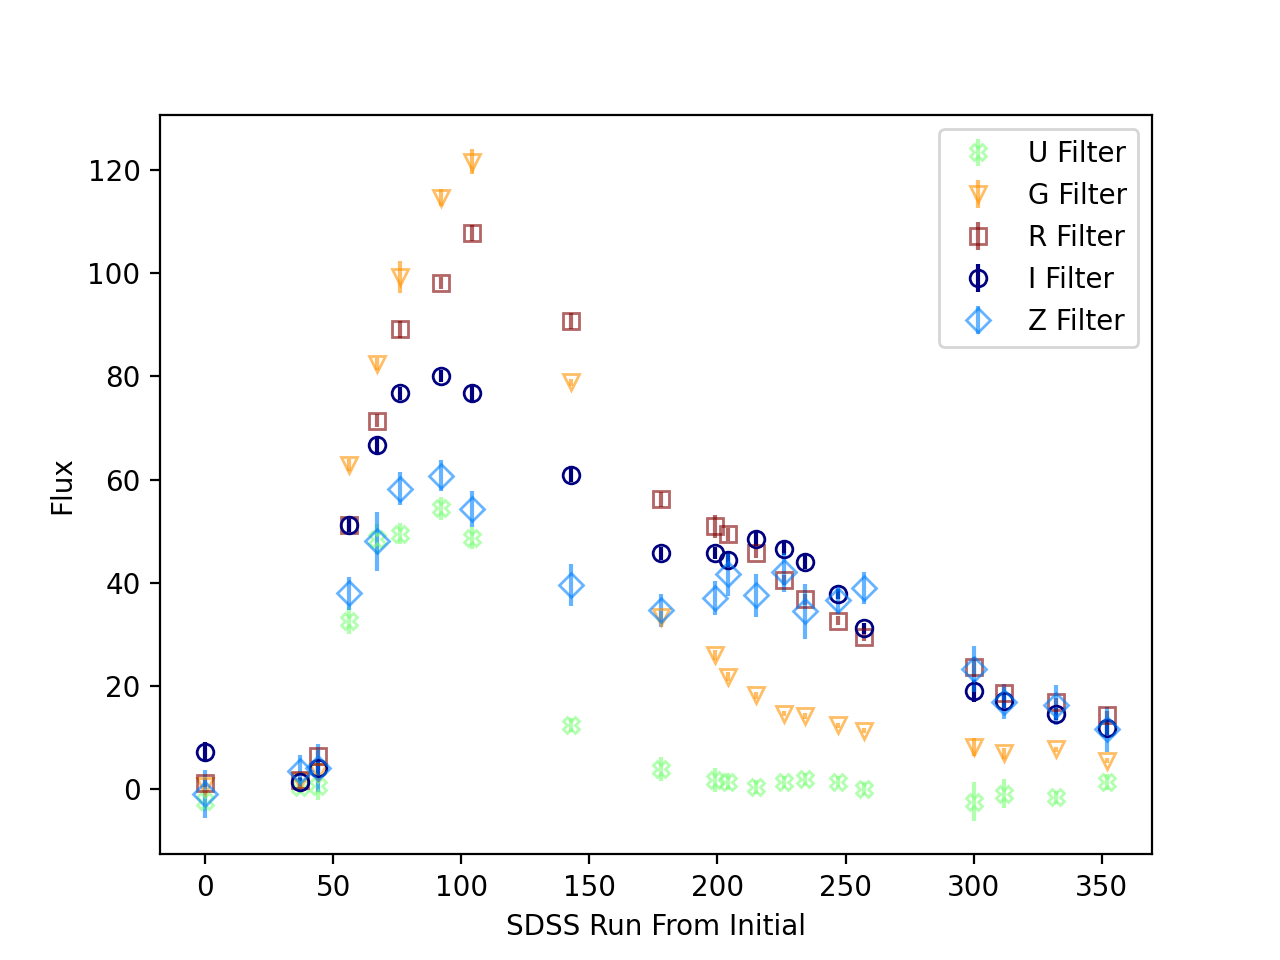 120
100
80
60
40
20
0
Flux
0 50 100 150 200 250 300 350
SDSS Run From Initial
U Filter
G Filter
R Filter
I Filter
Z Filter